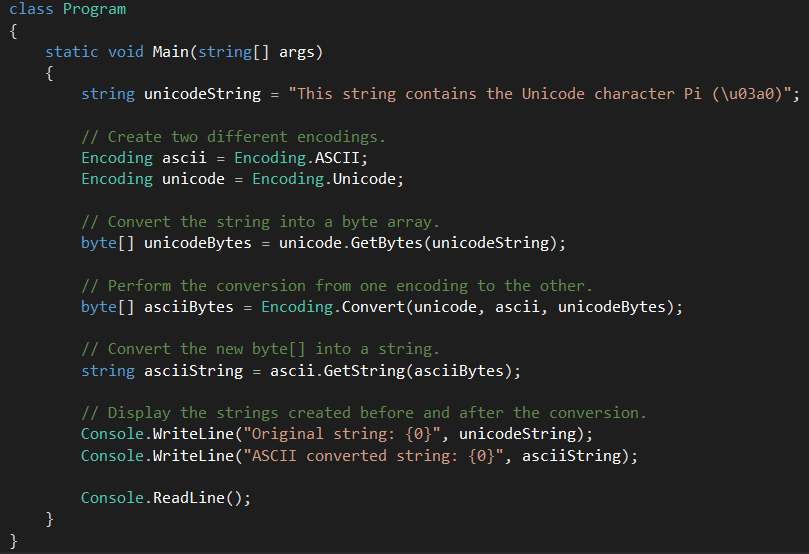 class Program
{
    static void Main(string[] args)
    {
        string unicodeString = "This string contains the Unicode character Pi (\u03a0)";

        // Create two different encodings.
        Encoding ascii = Encoding.ASCII;
        Encoding unicode = Encoding.Unicode;

        // Convert the string into a byte array.
        byte[] unicodeBytes = unicode.GetBytes(unicodeString);

        // Perform the conversion from one encoding to the other.
        byte[] asciiBytes = Encoding.Convert(unicode, ascii, unicodeBytes);

        // Convert the new byte[] into a string.
        string asciiString = ascii.GetString(asciiBytes);

        // Display the strings created before and after the conversion.
        Console.WriteLine("Original string: {0}", unicodeString);
        Console.WriteLine("ASCII converted string: {0}", asciiString);

        Console.ReadLine();
    }
}